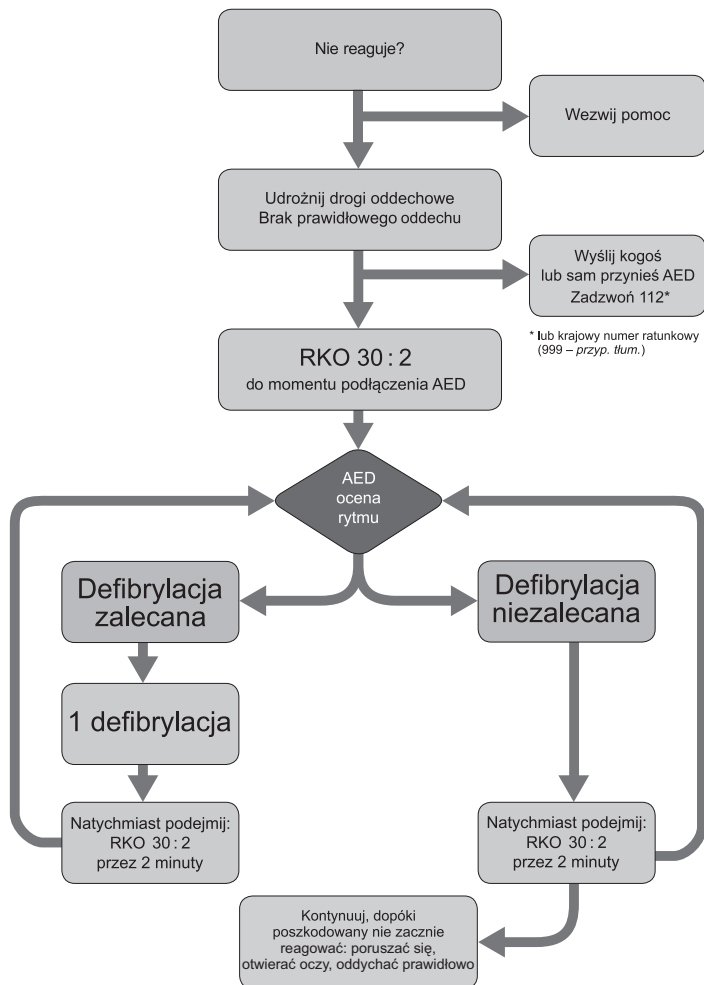 Nie reaguje?
Wezwij pomoc
Udrożnij drogi oddechowe
Brak prawidłowego oddechu
Wyślij kogoś
lub sam przynieś AED
Zadzwoń 112*
* lub krajowy numer ratunkowy
(999 – przyp. tłum.)
RKO 30 : 2
do momentu podłączenia AED
AED
ocena
rytmu
Defibrylacja
zalecana
Defibrylacja
niezalecana
1 defibrylacja
Natychmiast podejmij:
RKO 30 : 2
przez 2 minuty
Natychmiast podejmij:
RKO 30 : 2
przez 2 minuty
Kontynuuj, dopóki
poszkodowany nie zacznie
reagować: poruszać się,
otwierać oczy, oddychać prawidłowo